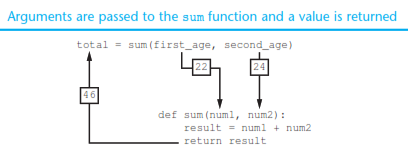 Arguments are passed to the sum function and a value is returned
total = sum(first_age, second_age)
22
24
46
def sum(num1, num2):
result = num1 + num2
return result